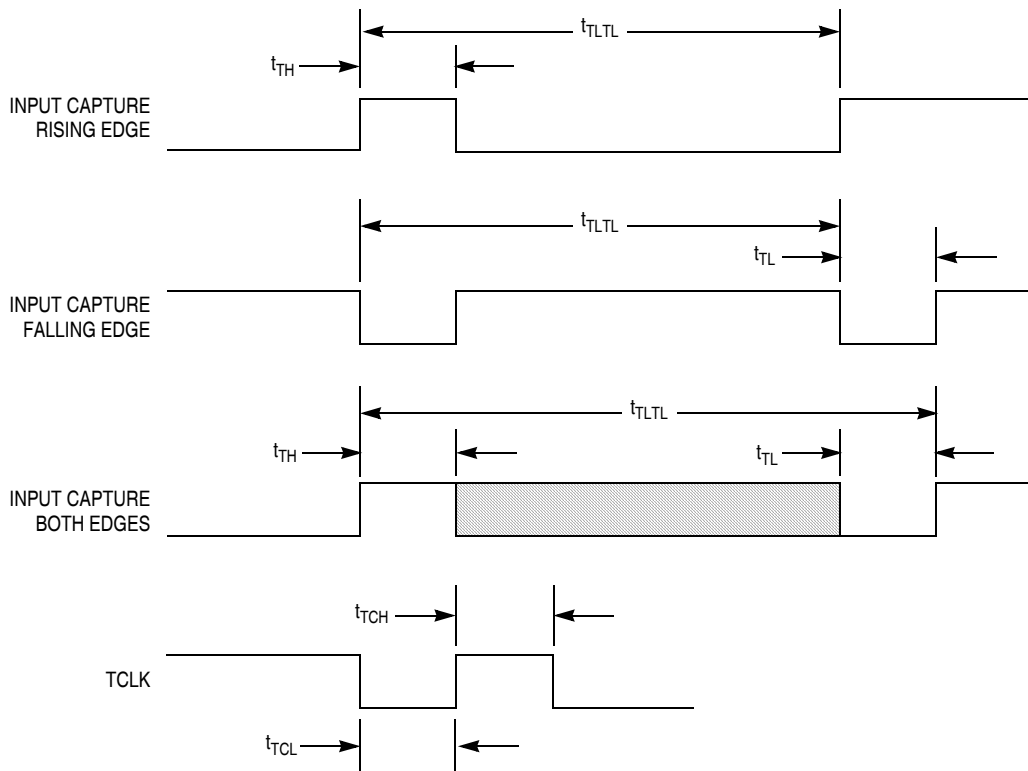 tTLTL
tTH
INPUT CAPTURE
RISING EDGE
tTLTL
tTL
INPUT CAPTURE
FALLING EDGE
tTLTL
tTH
tTL
INPUT CAPTURE
BOTH EDGES
tTCH
TCLK
tTCL